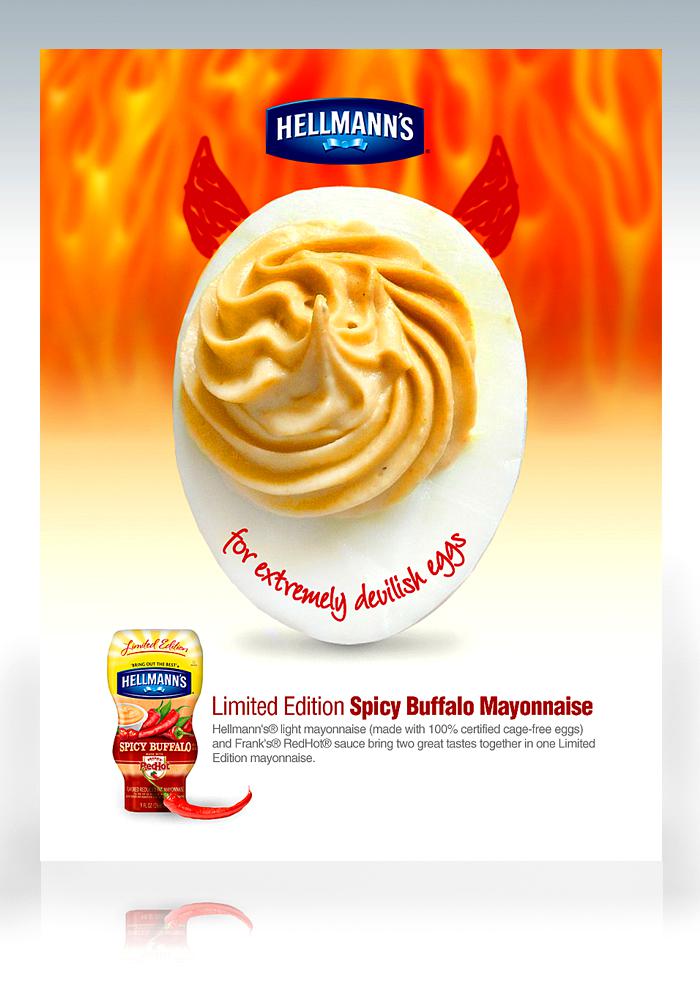 HELLMANN'S
for extremely devilish eggs
Limited Edition
"BRING OUT THE BEST"
HELLMANN'S
SPICY BUFFALO
MADE WITH
RedHot
Limited Edition Spicy Buffalo Mayonnaise
Hellmann's® light mayonnaise (made with 100% certified cage-free eggs)
and Frank's® RedHot® sauce bring two great tastes together in one Limited
Edition mayonnaise.